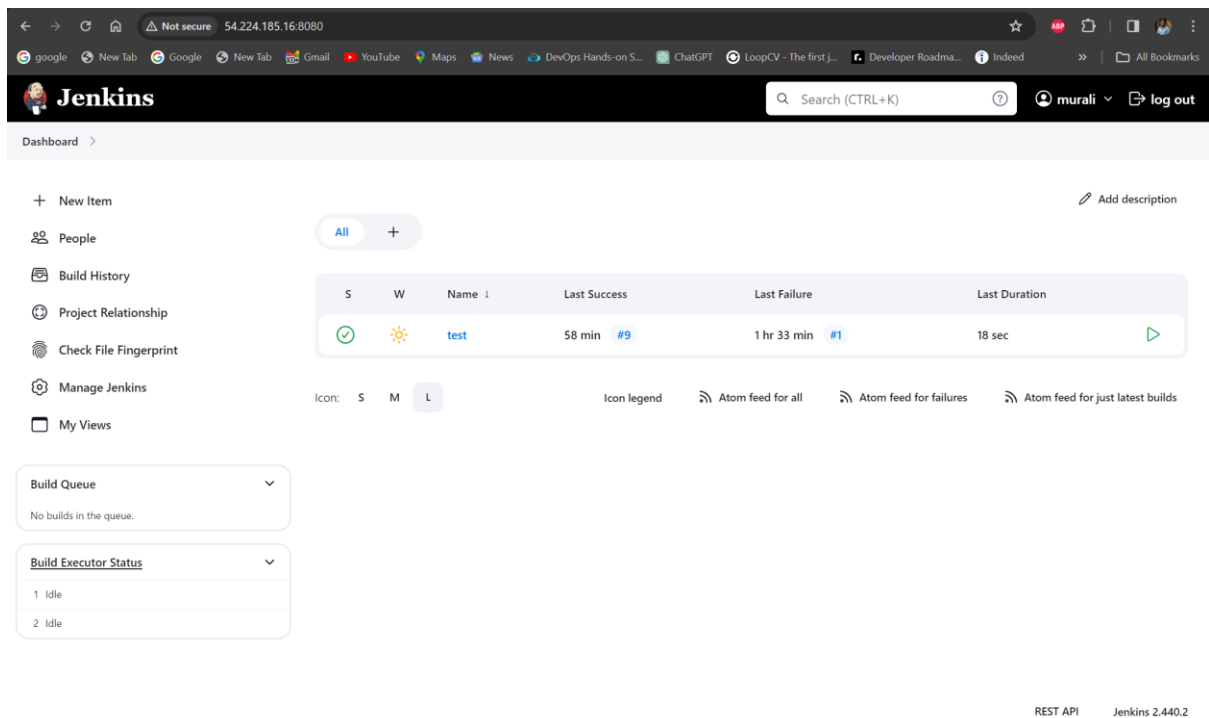 Not secure 54.224.185.16:8080 ABP
google New Tab Google New Tab Gmail YouTube Maps News DevOps Hands-on S... ChatGPT LoopCV - The first j... Developer Roadma... Indeed » All Bookmarks
Jenkins Search (CTRL+K) murali log out
Dashboard
New Item
Add description
People
All +
Build History
Project Relationship
Check File Fingerprint
Manage Jenkins
My Views
S W Name ↓ Last Success Last Failure Last Duration
test 58 min #9 1 hr 33 min #1 18 sec
Icon: S M L Icon legend Atom feed for all Atom feed for failures Atom feed for just latest builds
Build Queue
No builds in the queue.
Build Executor Status
1 Idle
2 Idle
REST API Jenkins 2.440.2